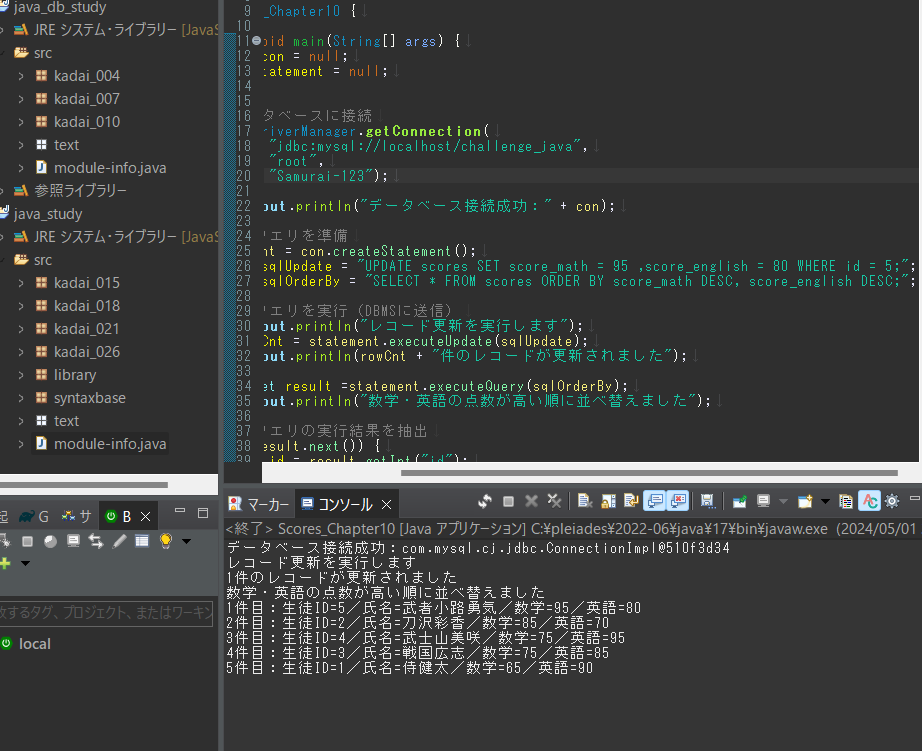 java_db_study
JRE システム・ライブラリー [JavaS
src
kadai_004
kadai_007
kadai_010
text
module-info.java
参照ライブラリー
java_study
JRE システム・ライブラリー [JavaS
src
kadai_015
kadai_018
kadai_021
kadai_026
library
syntaxbase
text
module-info.java
9 _Chapter10 {
10
11 oid main(String[] args) {
12 con = null;
13 tatement = null;
14
15
16 タベースに接続
17 riverManager.getConnection(
18 "jdbc:mysql://localhost/challenge_java",
19 "root",
20 "Samurai-123");
21
22 out.println("データベース接続成功：" + con);
23
24 クエリを準備
25 nt = con.createStatement();
26 sqlUpdate = "UPDATE scores SET score_math = 95 ,score_english = 80 WHERE id = 5;";
27 sqlOrderBy = "SELECT * FROM scores ORDER BY score_math DESC, score_english DESC;";
28
29 クエリを実行（DBMSに送信）
30 out.println("レコード更新を実行します");
31 Cnt = statement.executeUpdate(sqlUpdate);
32 out.println(rowCnt + "件のレコードが更新されました");
33
34 et result =statement.executeQuery(sqlOrderBy);
35 out.println("数学・英語の点数が高い順に並べ替えました");
36
37 クエリの実行結果を抽出
38 esult.next()) {
39 id = result.getInt("id");
起 G サ B
するタグ、プロジェクト、またはワーキン
local
マーカー コンソール
<終了> Scores_Chapter10 [Java アプリケーション] C:¥pleiades¥2022-06¥java¥17¥bin¥javaw.exe (2024/05/01
データベース接続成功：com.mysql.cj.jdbc.ConnectionImpl@510f3d34
レコード更新を実行します
1件のレコードが更新されました
数学・英語の点数が高い順に並べ替えました
1件目：生徒ID=5／氏名=武者小路勇気／数学=95／英語=80
2件目：生徒ID=2／氏名=刀沢彩香／数学=85／英語=70
3件目：生徒ID=4／氏名=武士山美咲／数学=75／英語=95
4件目：生徒ID=3／氏名=戦国広志／数学=75／英語=85
5件目：生徒ID=1／氏名=侍健太／数学=65／英語=90